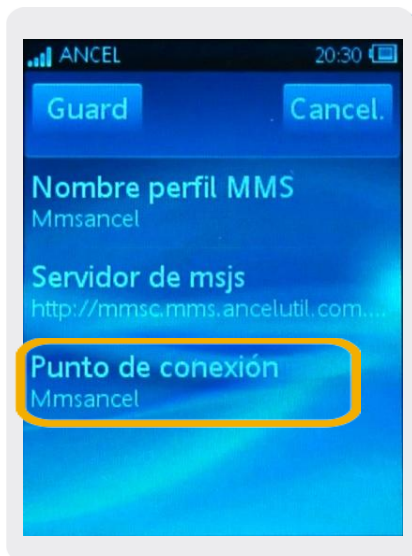 ANCEL 20:30
Guard Cancel.
Nombre perfil MMS
Mmsancel
Servidor de msjs
http://mmsc.mms.ancelutil.com....
Punto de conexión
Mmsancel